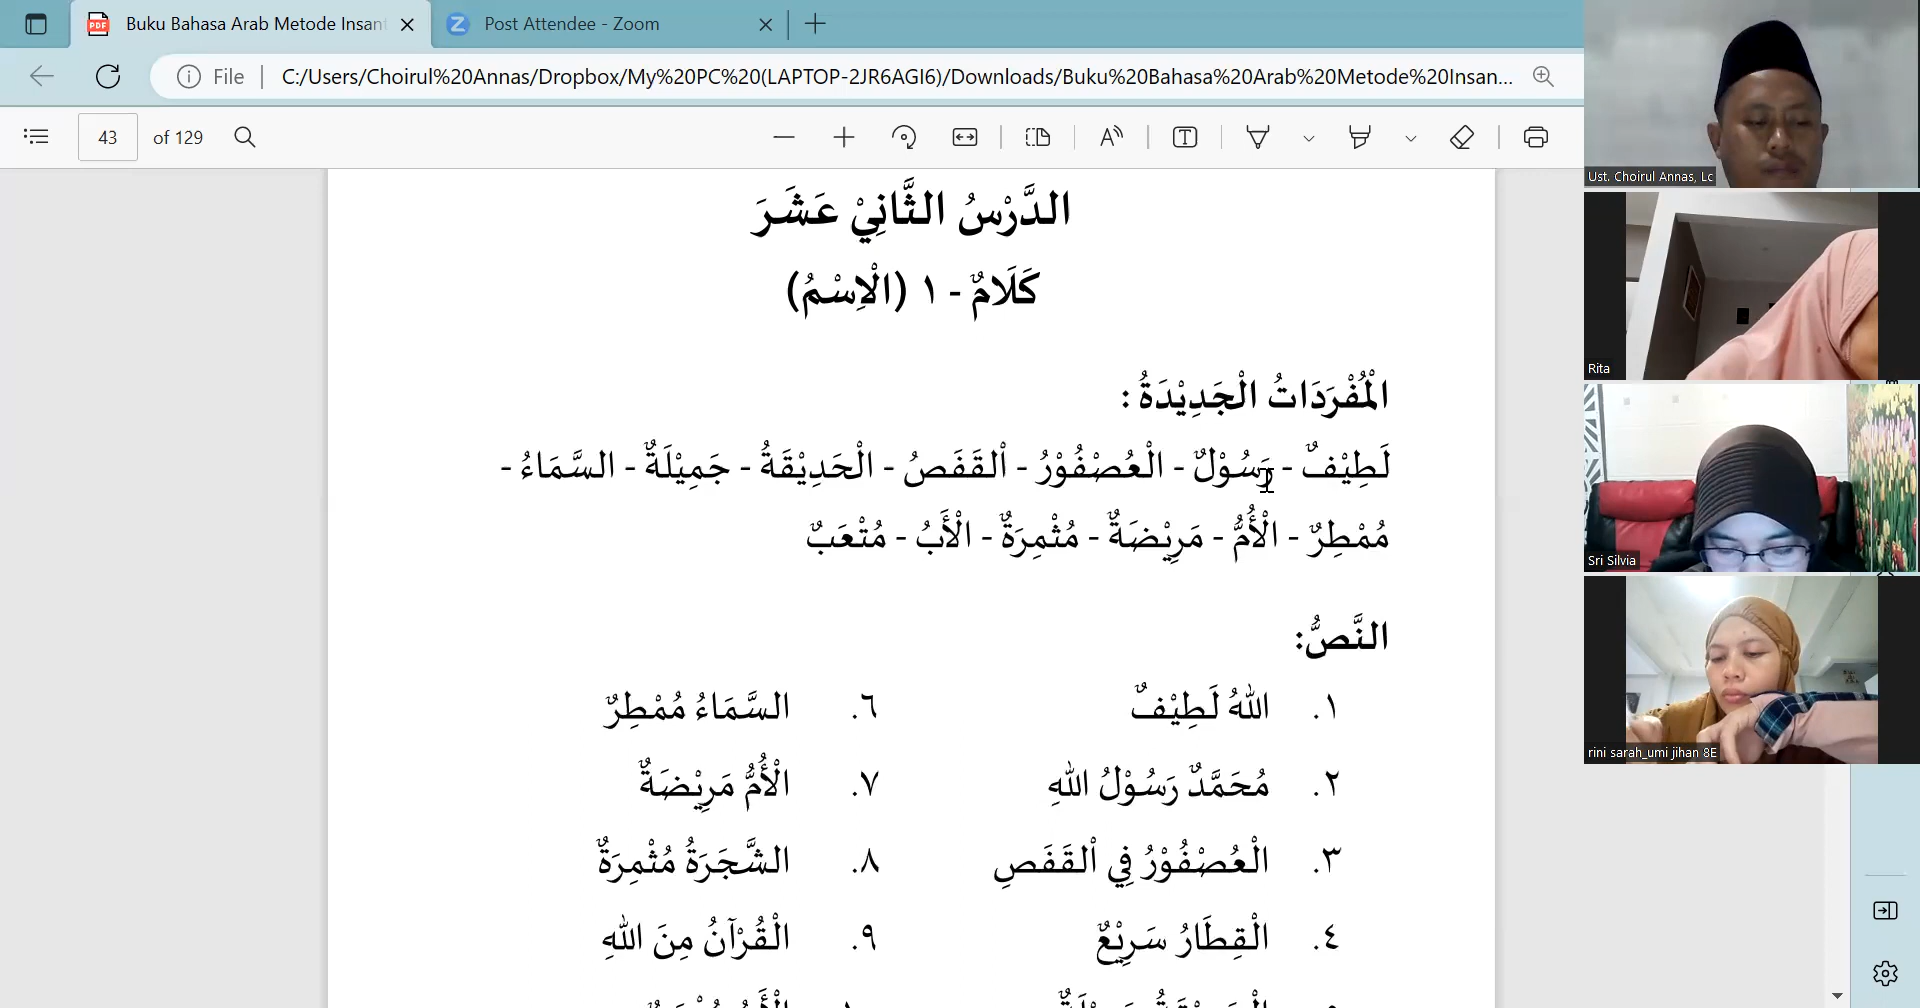 Buku Bahasa Arab Metode Insan
Post Attendee - Zoom
File
C:/Users/Choirul%20Annas/Dropbox/My%20PC%20(LAPTOP-2JR6AGI6)/Downloads/Buku%20Bahasa%20Arab%20Metode%20Insan...
43 of 129
الدَّرْسُ الثَّانِيْ عَشَرَ
كَلَامٌ - ١ (الْاِسْمُ)
الْمُفْرَدَاتُ الْجَدِيْدَةُ :
لَطِيْفٌ - رَسُوْلٌ - الْعُصْفُوْرُ - اْلقَفَصُ - الْحَدِيْقَةُ - جَمِيْلَةٌ - السَّمَاءُ -
مُمْطِرٌ - الْأُمُّ - مَرِيْضَةٌ - مُثْمِرَةٌ - الْأَبُ - مُتْعَبٌ
النَّصُّ:
١. اللهُ لَطِيْفٌ
٢. مُحَمَّدٌ رَسُوْلُ اللهِ
٣. الْعُصْفُوْرُ فِي اْلقَفَصِ
٤. الْقِطَارُ سَرِيْعٌ
٦. السَّمَاءُ مُمْطِرٌ
٧. الْأُمُّ مَرِيْضَةٌ
٨. الشَّجَرَةُ مُثْمِرَةٌ
٩. الْقُرْآنُ مِنَ اللهِ
Ust. Choirul Annas, Lc
Rita
Sri Silvia
rini sarah_umi jihan 8E